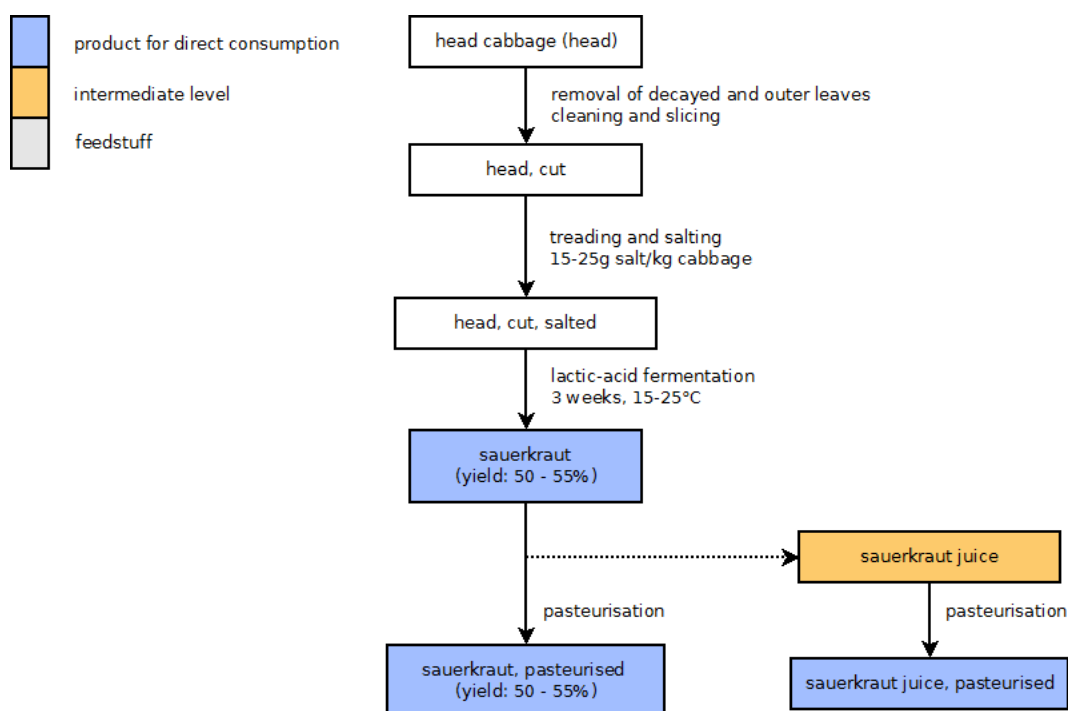 product for direct consumption
intermediate level
feedstuff
head cabbage (head)
removal of decayed and outer leaves
cleaning and slicing
head, cut
treading and salting
15-25g salt/kg cabbage
head, cut, salted
lactic-acid fermentation
3 weeks, 15-25°C
sauerkraut
(yield: 50 - 55%)
sauerkraut juice
pasteurisation
pasteurisation
sauerkraut, pasteurised
(yield: 50 - 55%)
sauerkraut juice, pasteurised